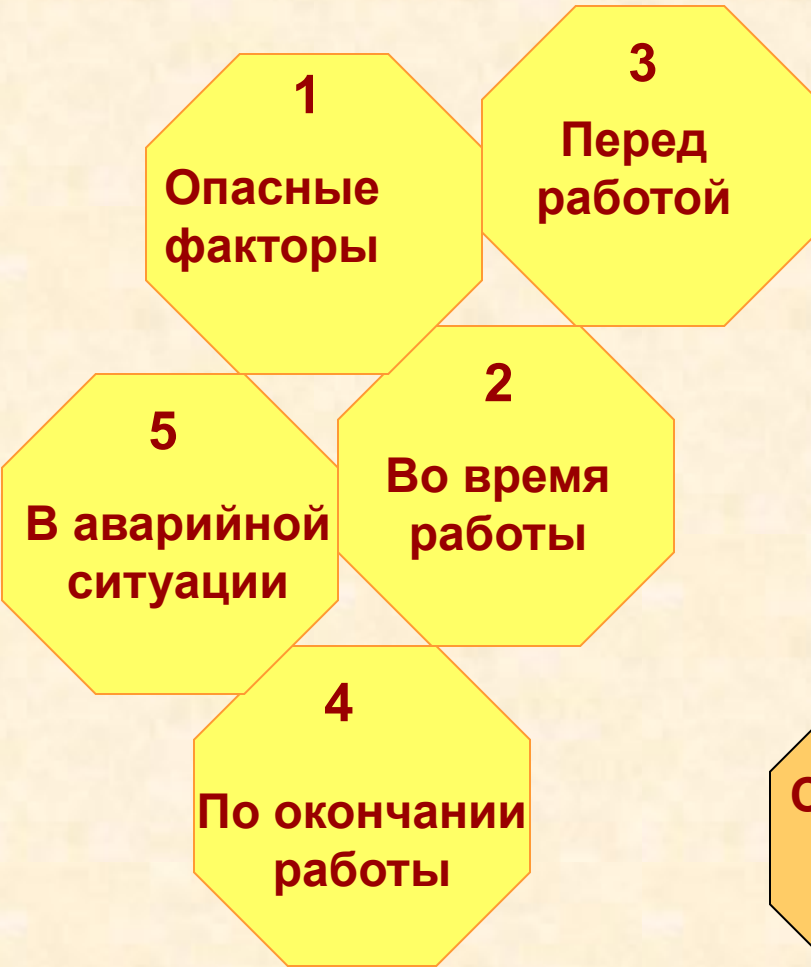 1
Опасные
факторы
3
Перед
работой
2
Во время
работы
5
В аварийной
ситуации
4
По окончании
работы